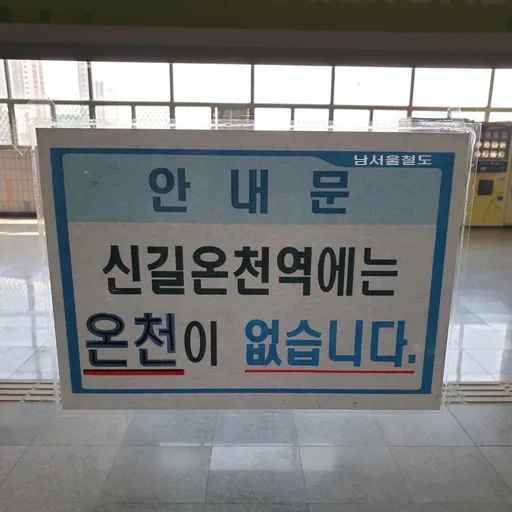 남서울철도
안 내 문
신길온천역에는
온천이 없습니다.